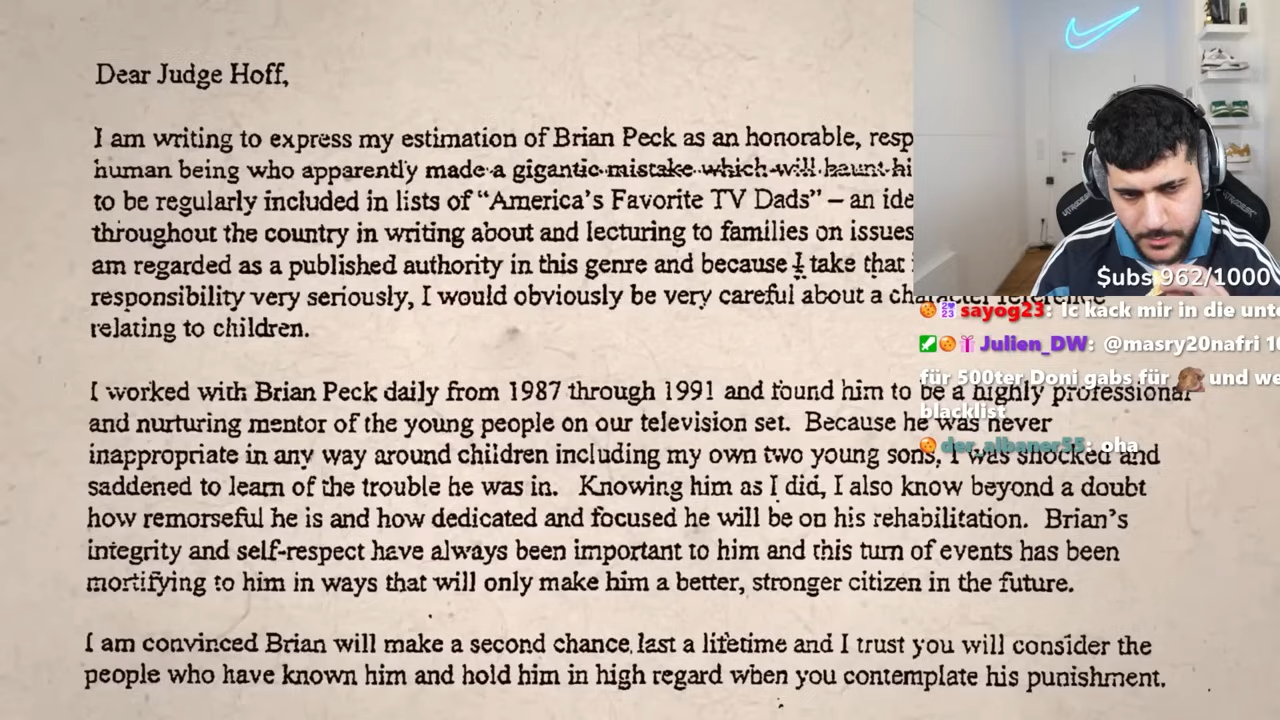 Dear Judge Hoff,
I am writing to express my estimation of Brian Peck as an honorable,
human being who apparently made a gigantic mistake which will haunt
to be regularly included in lists of “America’s Favorite TV Dads” – an
throughout the country in writing about and lecturing to families on issues
am regarded as a published authority in this genre and because I take that
responsibility very seriously, I would obviously be very careful about a character reference
relating to children.
I worked with Brian Peck daily from 1987 through 1991 and found him to be a highly professional
and nurturing mentor of the young people on our television set. Because he was never
inappropriate in any way around children including my own two young sons, I was shocked and
saddened to learn of the trouble he was in. Knowing him as I did, I also know beyond a doubt
how remorseful he is and how dedicated and focused he will be on his rehabilitation. Brian’s
integrity and self-respect have always been important to him and this turn of events has been
mortifying to him in ways that will only make him a better, stronger citizen in the future.
I am convinced Brian will make a second chance last a lifetime and I trust you will consider the
people who have known him and hold him in high regard when you contemplate his punishment.
$ubs 962/1000
sayog23: Ic kack mir in die
Julien_DW: @masry20nafri
für 500ter Doni gabs für und
blacklist
der_albaner55: oha